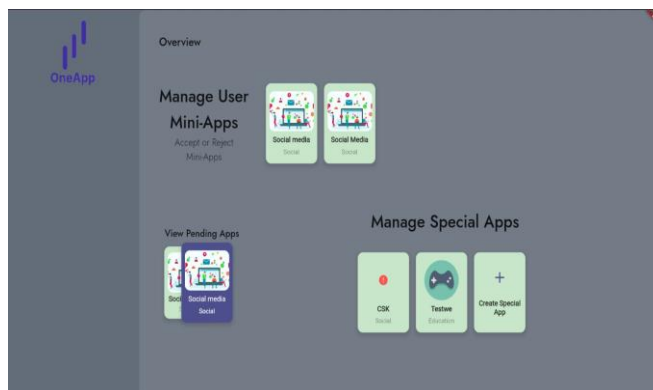 OneApp
Overview
Manage User
Mini-Apps
Accept or Reject
Mini-Apps
Social media
Social
Social Media
Social
View Pending Apps
Soci
Social media
Social
Manage Special Apps
CSK
Social
Testwe
Education
Create Special
App